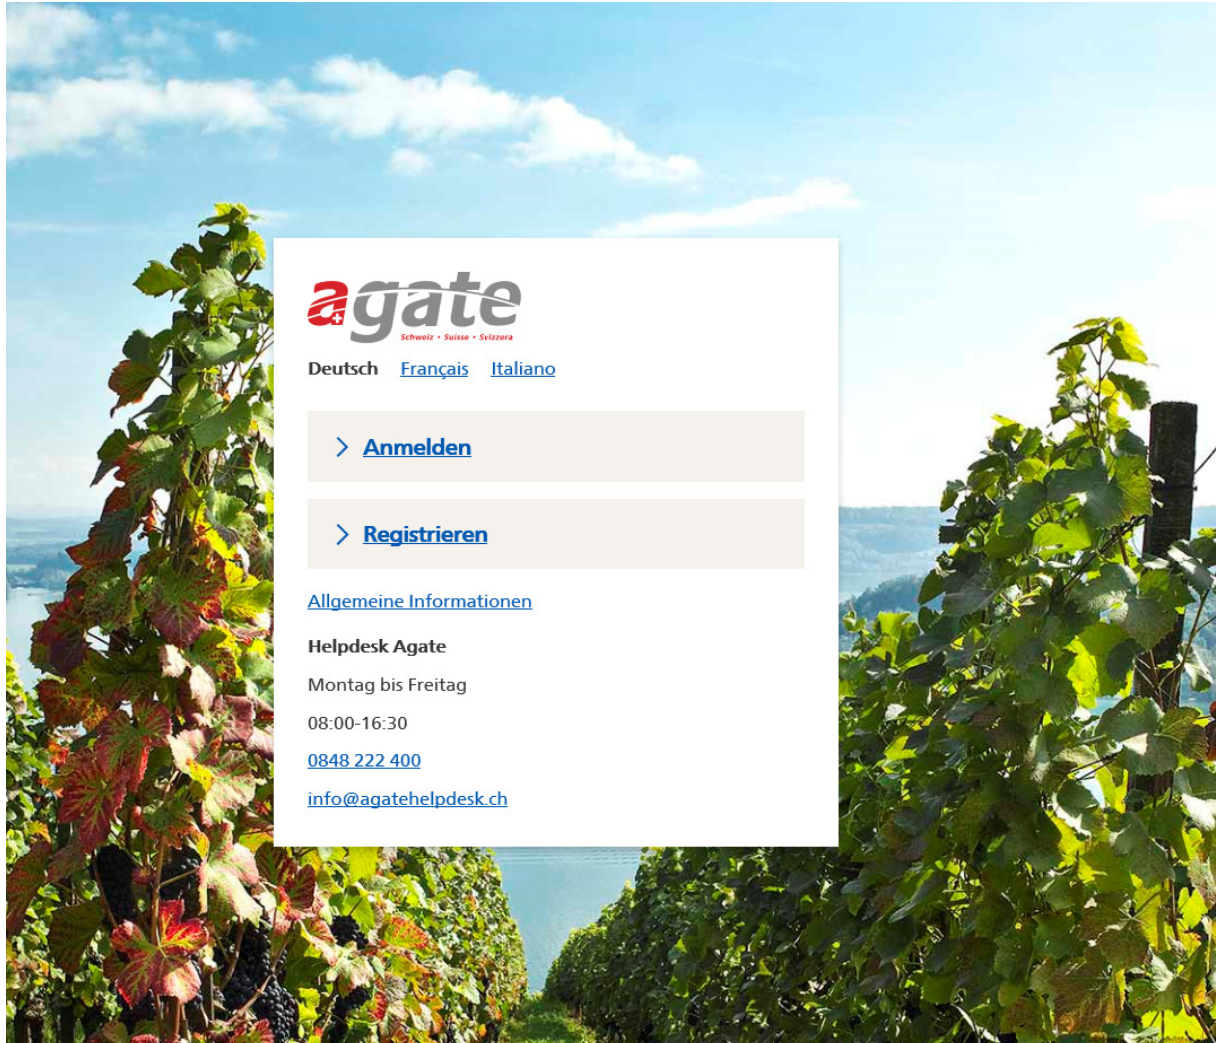 agate
Schweiz • Suisse • Svizzera
Deutsch Français Italiano
Anmelden
Registrieren
Allgemeine Informationen
Helpdesk Agate
Montag bis Freitag
08:00-16:30
0848 222 400
info@agatehelpdesk.ch